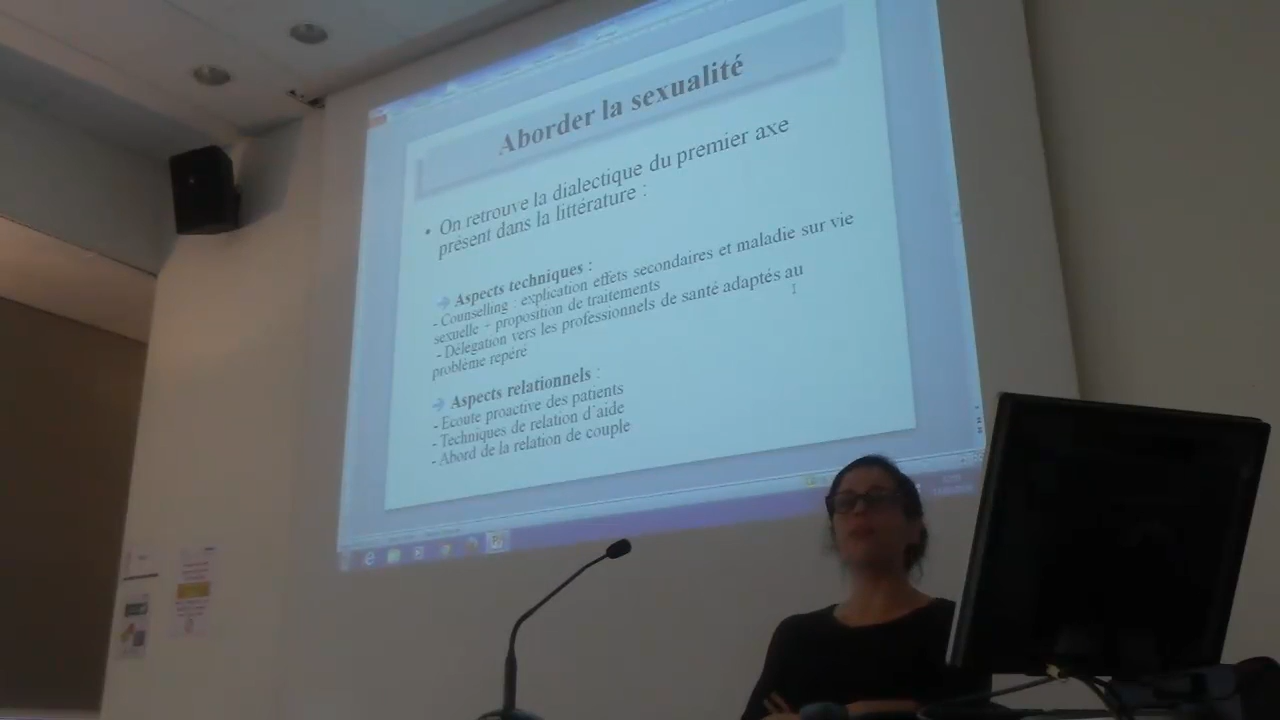 Aborder la sexualité
• On retrouve la dialectique du premier axe
présent dans la littérature :
Aspects techniques :
- Counselling : explication effets secondaires et maladie sur vie
sexuelle - proposition de traitements
- Délégation vers les professionnels de santé adaptés au
problème repéré
Aspects relationnels :
- Ecoute proactive des patients
- Techniques de relation d'aide
- Abord de la relation de couple